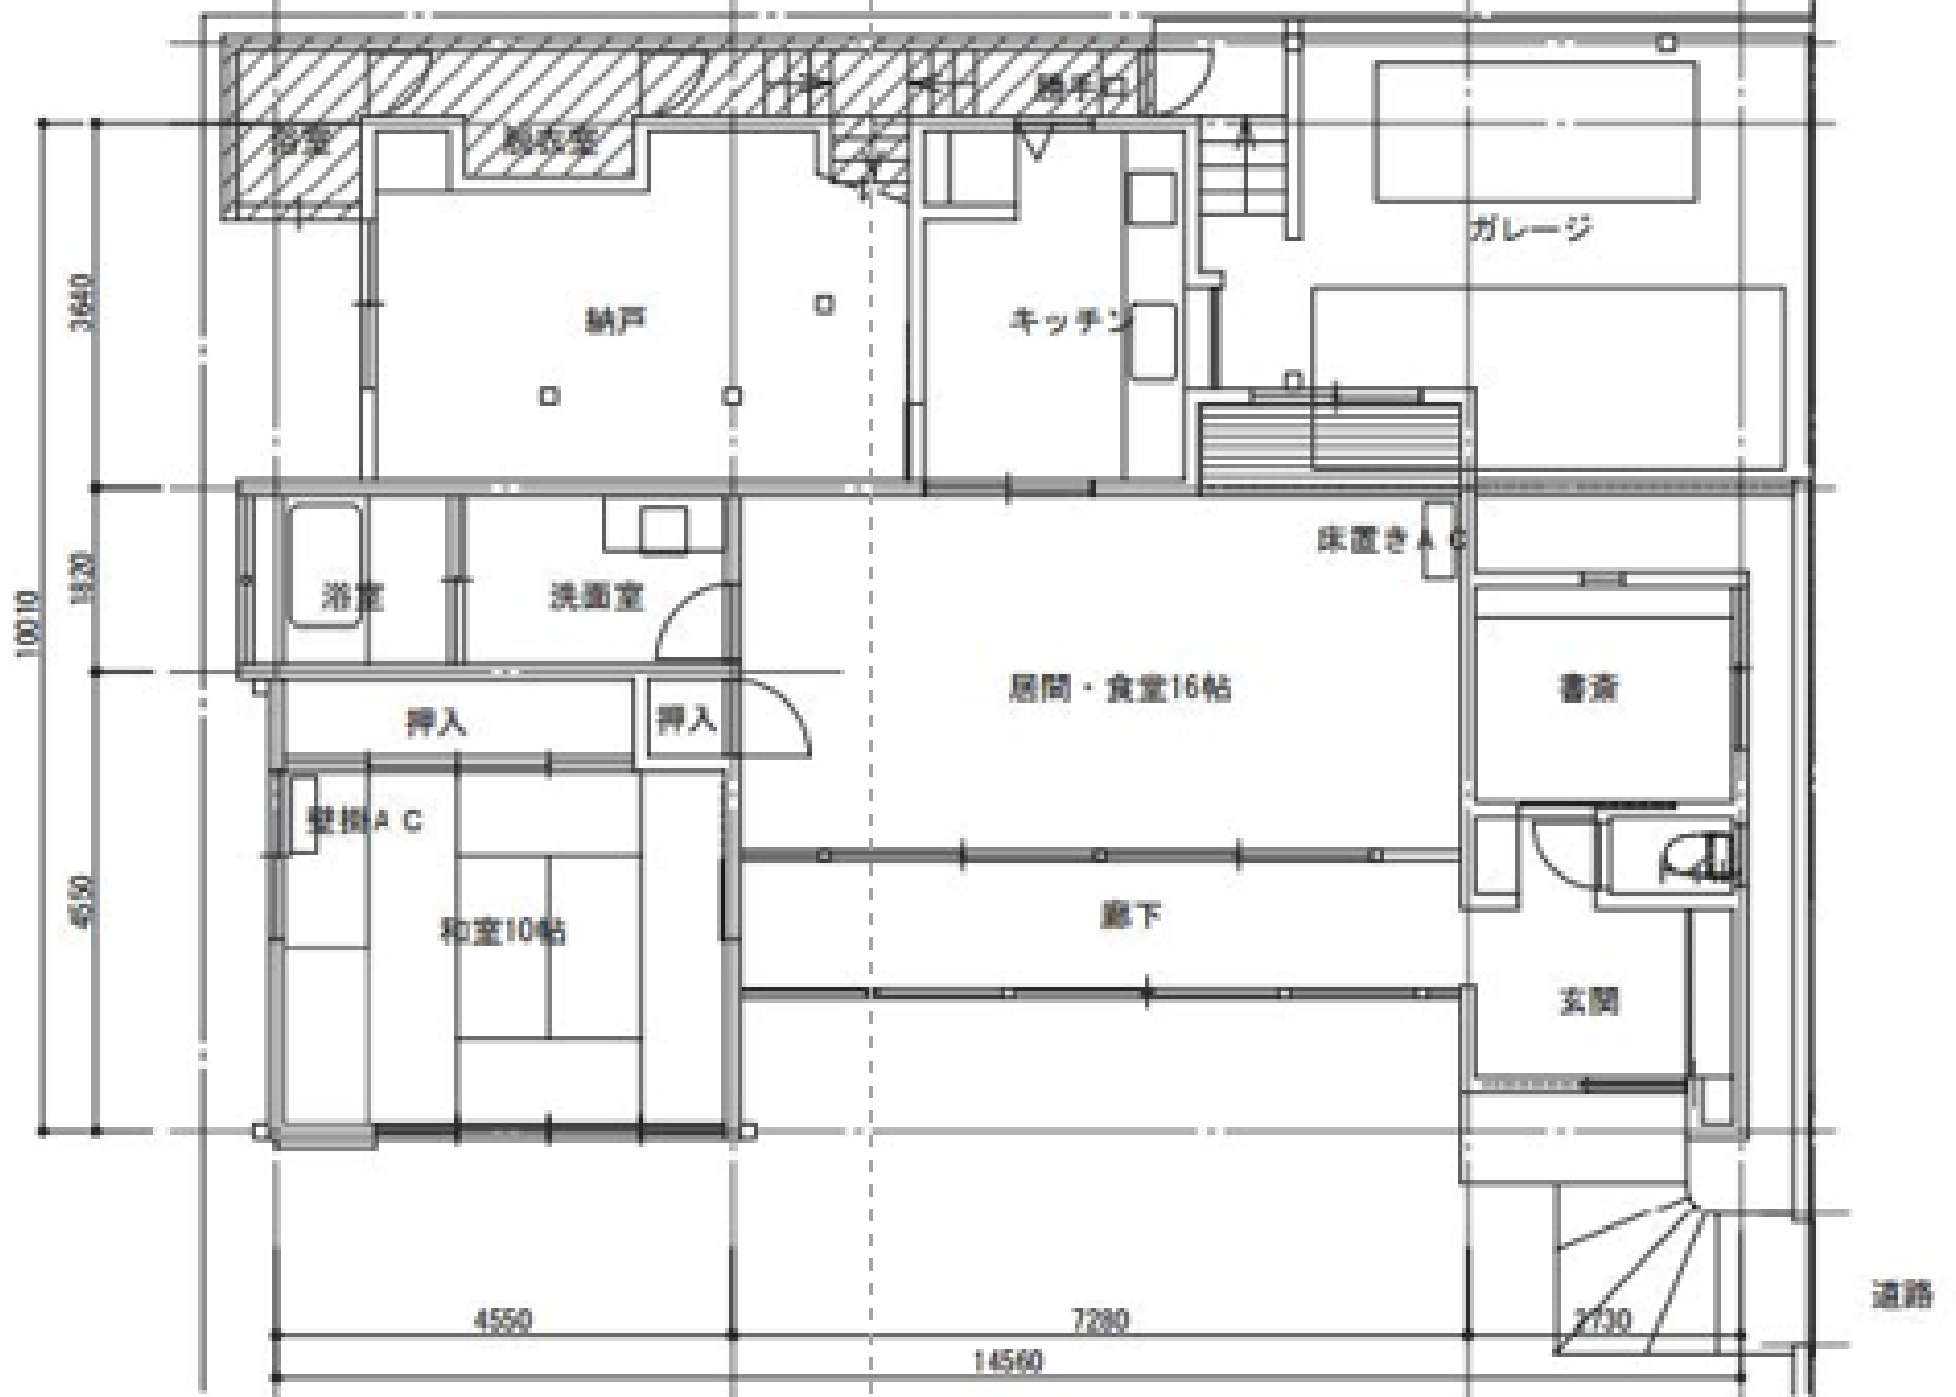 勝手口
浴室
脱衣室
ガレージ
納戸
キッチン
3640
床置きAC
1820
浴室
洗面室
10010
居間・食堂16帖
書斎
押入
押入
壁掛AC
4550
和室10帖
廊下
玄関
道路
4550
7280
2730
14560